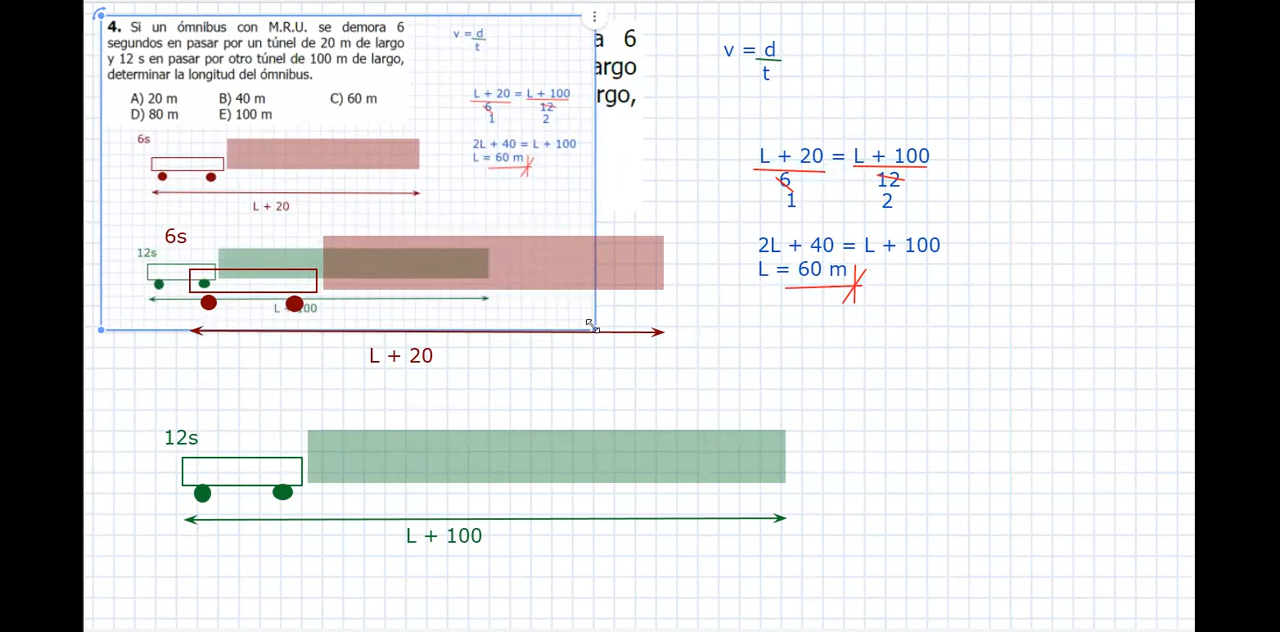 4. Si un ómnibus con M.R.U. se demora 6
segundos en pasar por un túnel de 20 m de largo
y 12 s en pasar por otro túnel de 100 m de largo,
determinar la longitud del ómnibus.
A) 20 m B) 40 m C) 60 m
D) 80 m E) 100 m
v = d
t
L + 20 = L + 100
6 12
1 2
2L + 40 = L + 100
L = 60 m
6s
L + 20
12s
a 6
argo
rgo,
v = d
t
L + 20 = L + 100
6 12
1 2
2L + 40 = L + 100
L = 60 m
6s
L + 20
12s
L + 100